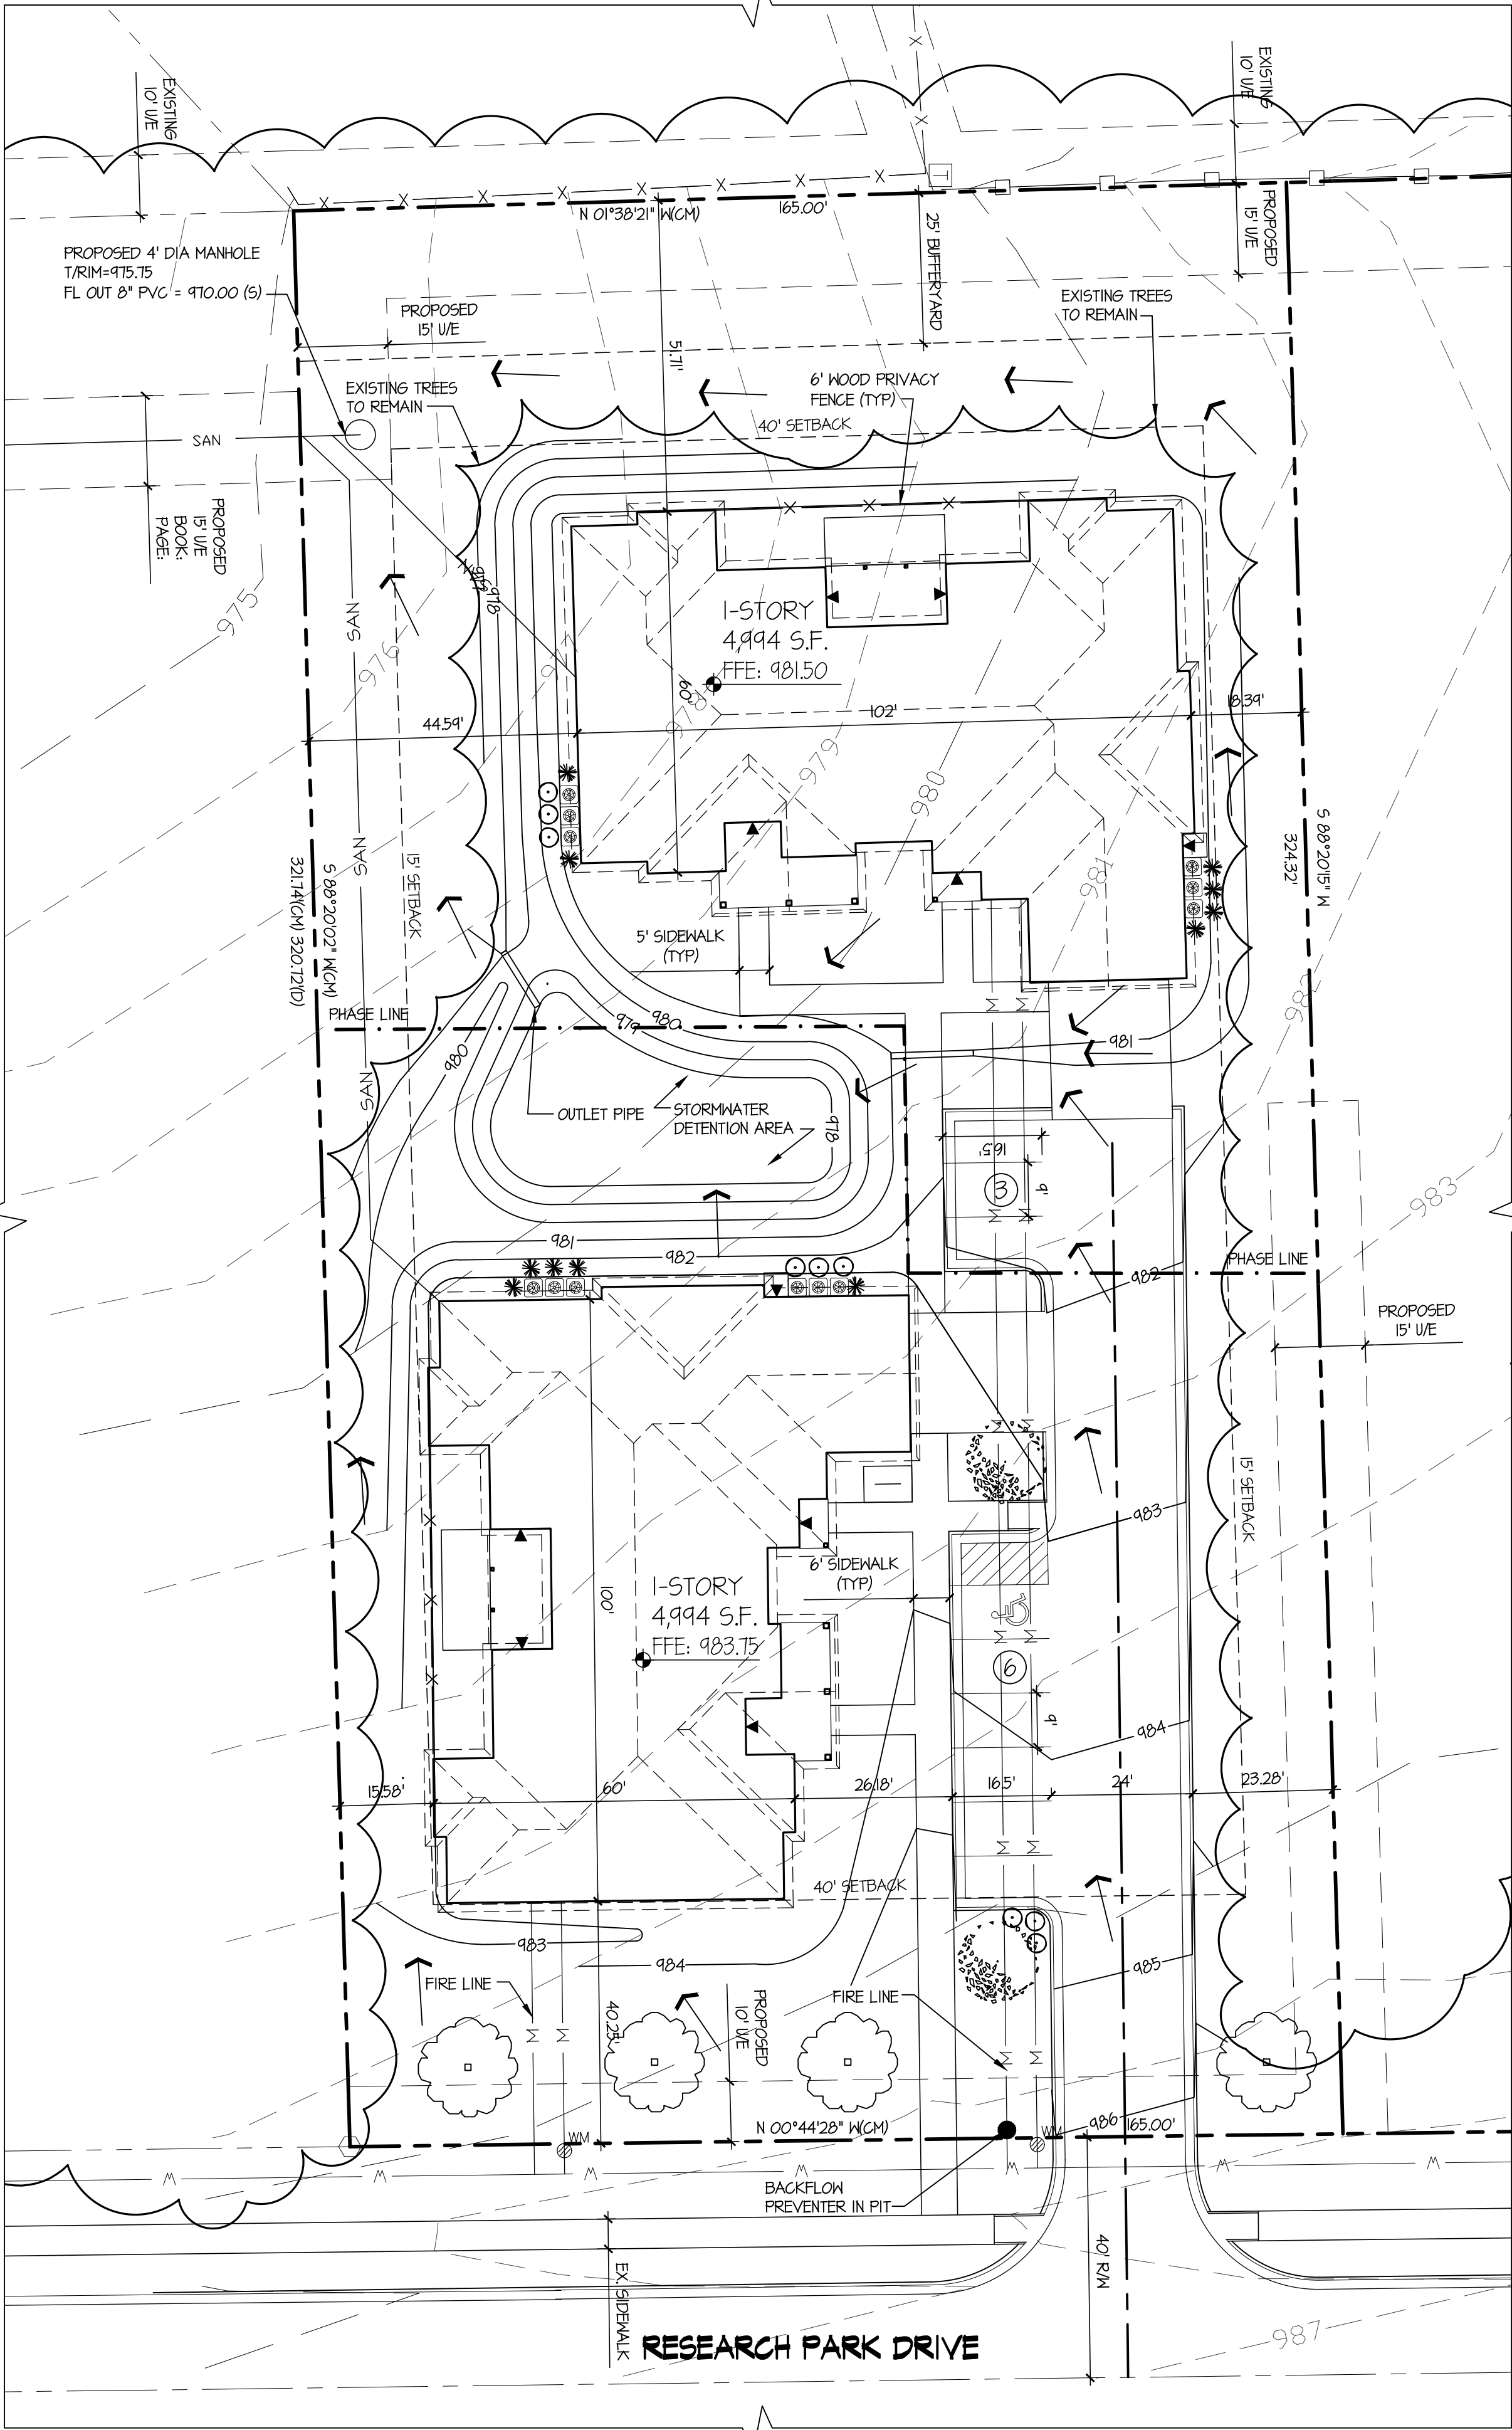 EXISTING
10' U/E
EXISTING
10' U/E
N 01°38'21" W(CM)
165.00'
25' BUFFERYARD
PROPOSED
15' U/E
PROPOSED 4' DIA MANHOLE
T/RIM=975.75
FL OUT 8" PVC = 970.00 (S)
PROPOSED
15' U/E
EXISTING TREES
TO REMAIN
51.71'
EXISTING TREES
TO REMAIN
6' WOOD PRIVACY
FENCE (TYP)
40' SETBACK
SAN
PROPOSED
15' U/E
BOOK:
PAGE:
975
SAN
976
978
1-STORY
4,994 S.F.
FFE: 981.50
60'
978
979
980
981
982
44.59'
102'
18.39'
S 88°20'15" W
324.32'
S 88°20'02" W(CM)
321.74'(CM) 320.72'(D)
SAN
15' SETBACK
5' SIDEWALK
(TYP)
PHASE LINE
979
980
981
980
SAN
OUTLET PIPE
STORMWATER
DETENTION AREA
978
16.5'
3
9'
983
981
982
982
PHASE LINE
PROPOSED
15' U/E
15' SETBACK
983
100'
6' SIDEWALK
(TYP)
1-STORY
4,994 S.F.
FFE: 983.75
6
9'
984
15.58'
60'
26.18'
16.5'
24'
23.28'
40' SETBACK
983
984
985
FIRE LINE
40.25'
PROPOSED
10' U/E
FIRE LINE
N 00°44'28" W(CM)
986
165.00'
WM
WM
W
W
W
W
W
W
W
BACKFLOW
PREVENTER IN PIT
EX. SIDEWALK
40' R/W
RESEARCH PARK DRIVE
987